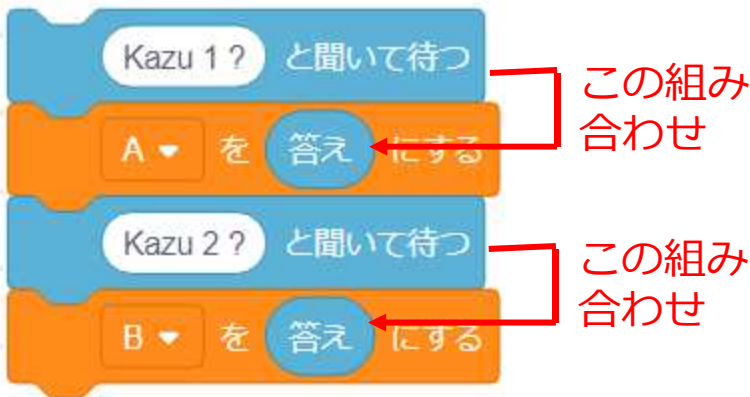 Kazu 1 ? と聞いて待つ
A を 答え にする
Kazu 2 ? と聞いて待つ
B を 答え にする
この組み
合わせ
この組み
合わせ